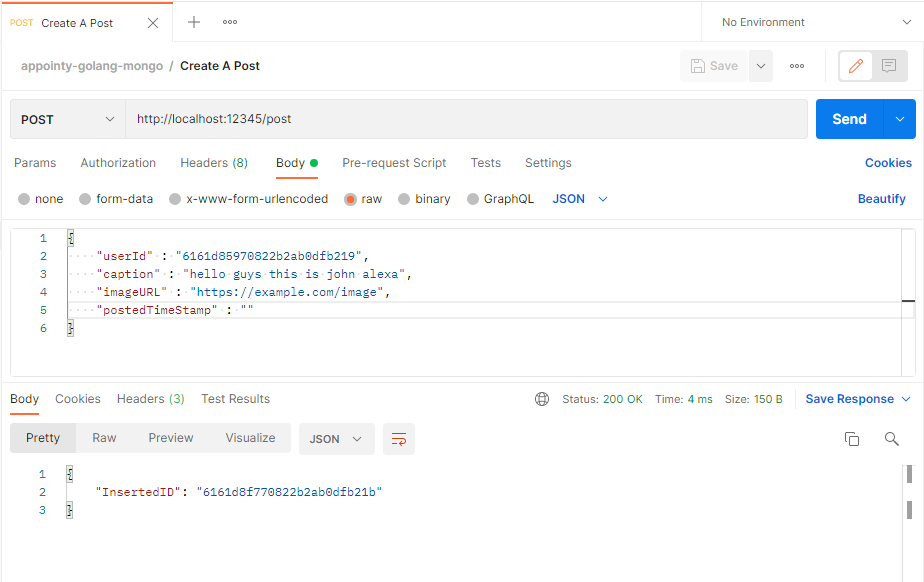 POST Create A Post
No Environment
appointy-golang-mongo / Create A Post
Save
POST http://localhost:12345/post Send
Params Authorization Headers (8) Body Pre-request Script Tests Settings Cookies
none form-data x-www-form-urlencoded raw binary GraphQL JSON Beautify
1 {
2 "userId" : "6161d85970822b2ab0dfb219",
3 "caption" : "hello guys this is john alexa",
4 "imageURL" : "https://example.com/image",
5 "postedTimeStamp" : ""
6 }
Body Cookies Headers (3) Test Results Status: 200 OK Time: 4 ms Size: 150 B Save Response
Pretty Raw Preview Visualize JSON
1 {
2 "InsertedID": "6161d8f770822b2ab0dfb21b"
3 }